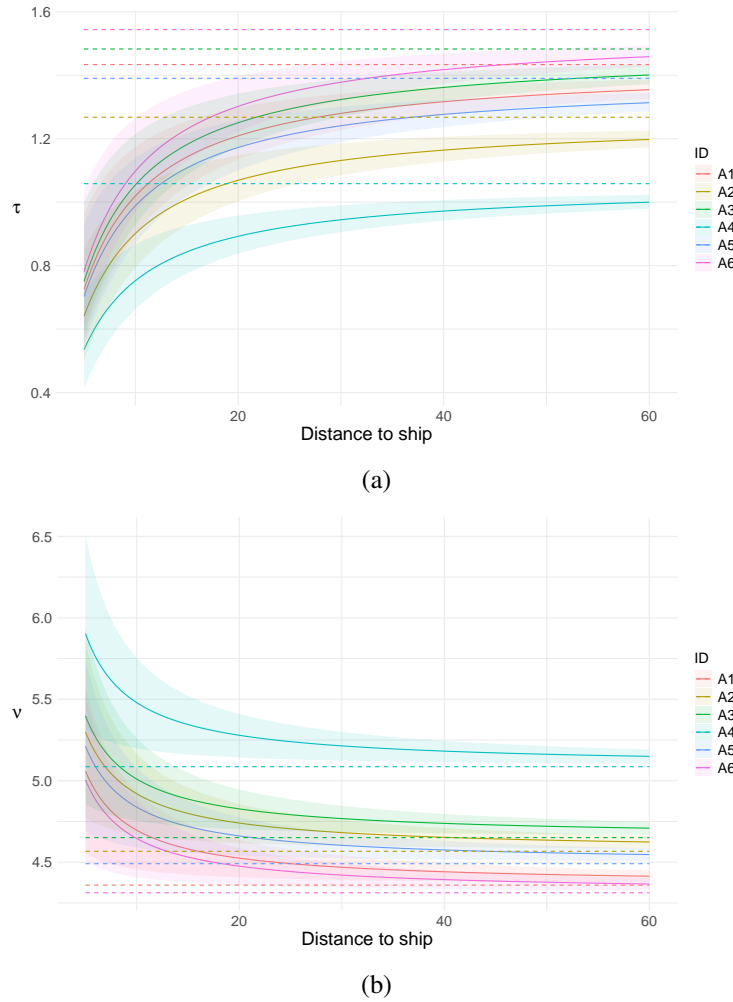 1.6
1.2
τ
0.8
0.4
20
40
60
Distance to ship
ID
A1
A2
A3
A4
A5
A6
(a)
6.5
6.0
5.5
ν
5.0
4.5
20
40
60
Distance to ship
ID
A1
A2
A3
A4
A5
A6
(b)